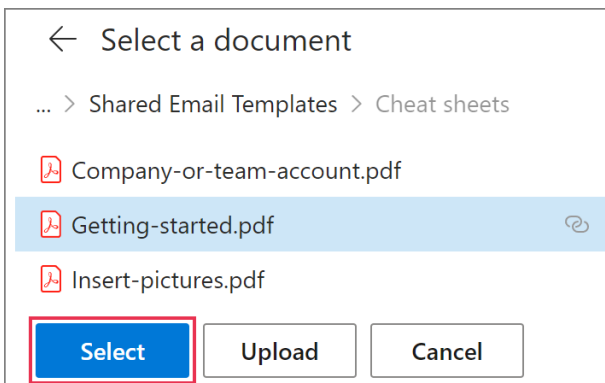 Select a document
... > Shared Email Templates > Cheat sheets
Company-or-team-account.pdf
Getting-started.pdf
Insert-pictures.pdf
Select Upload Cancel